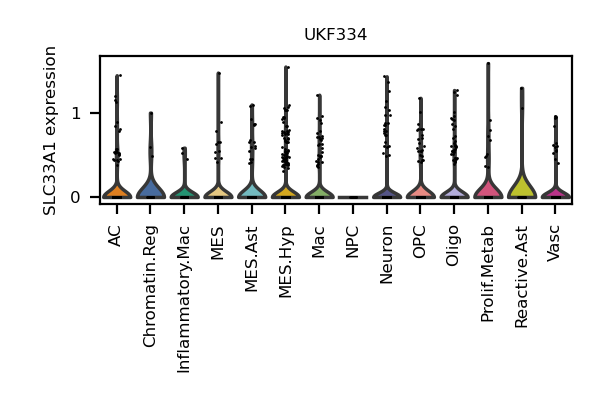 UKF334
SLC33A1 expression
1
0
AC
Chromatin.Reg
Inflammatory.Mac
MES
MES.Ast
MES.Hyp
Mac
NPC
Neuron
OPC
Oligo
Prolif.Metab
Reactive.Ast
Vasc